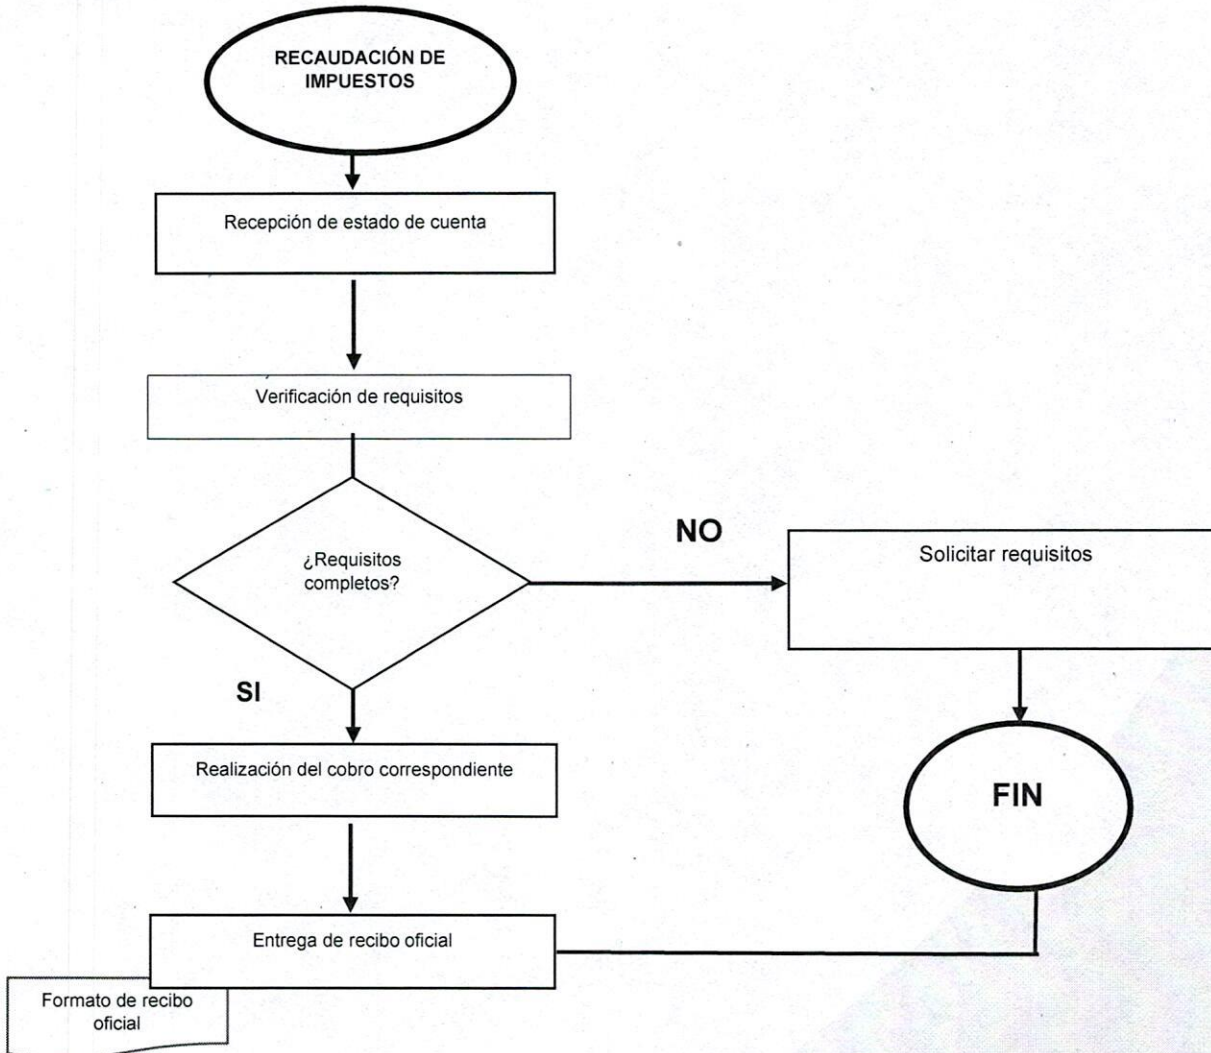 RECAUDACIÓN DE
IMPUESTOS
Recepción de estado de cuenta
Verificación de requisitos
¿Requisitos
completos?
NO
Solicitar requisitos
SI
Realización del cobro correspondiente
FIN
Entrega de recibo oficial
Formato de recibo
oficial